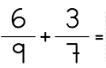 6/9 + 3/7 =